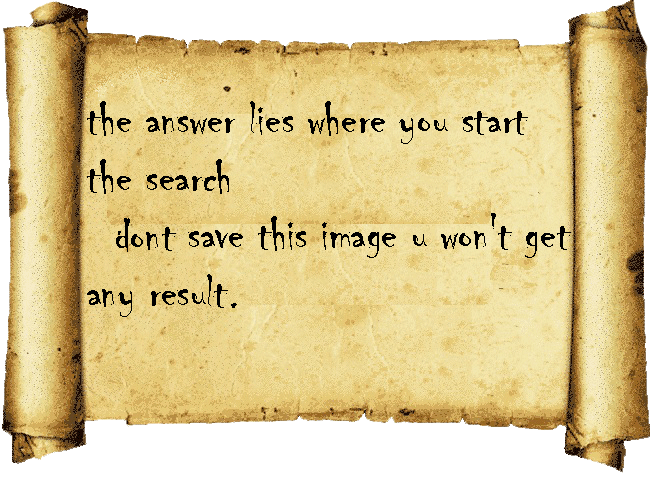 the answer lies where you start
the search
dont save this image u won't get
any result.